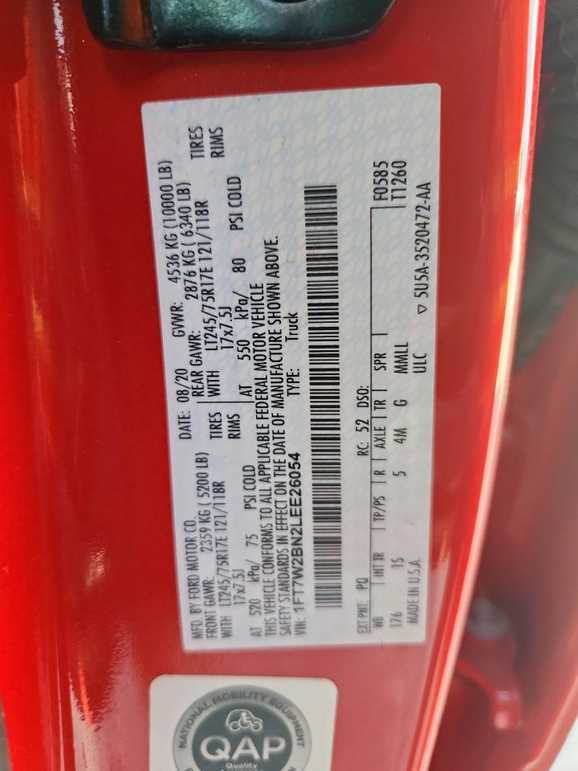 MFD. BY FORD MOTOR CO.
DATE: 08/20 GVWR: 4536 KG (10000 LB)
FRONT GAWR: 2359 KG ( 5200 LB)
REAR GAWR: 2876 KG ( 6340 LB)
WITH LT245/75R17E 121/118R TIRES
WITH LT245/75R17E 121/118R TIRES
17x7.5J RIMS
17x7.5J RIMS
AT 520 kPa/ 75 PSI COLD
AT 550 kPa/ 80 PSI COLD
THIS VEHICLE CONFORMS TO ALL APPLICABLE FEDERAL MOTOR VEHICLE
SAFETY STANDARDS IN EFFECT ON THE DATE OF MANUFACTURE SHOWN ABOVE.
VIN: 1FT7W2BN2LEE26054
TYPE: Truck
F0585
T1260
EXT PNT: PQ RC: 52 DSO:
WB INT TR TP/PS R AXLE TR SPR
176 IS 5 4M G MMLL
ULC
MADE IN U.S.A.
▽ 5U5A-3520472-AA
NATIONAL MOBILITY EQUIPMENT
QAP
Quality